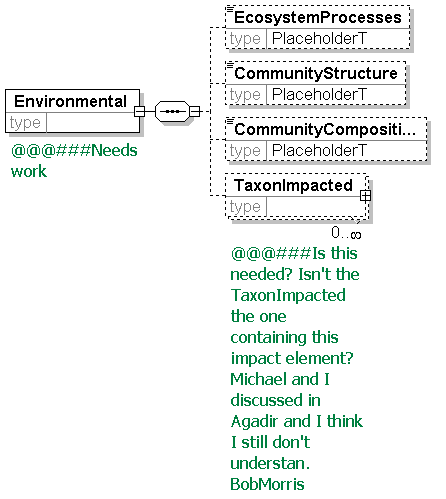 EcosystemProcesses
type PlaceholderT
CommunityStructure
type PlaceholderT
Environmental
type
CommunityCompositi...
type PlaceholderT
@@@###Needs
work
TaxonImpacted
type
0..∞
@@@###Is this
needed? Isn't the
TaxonImpacted
the one
containing this
impact element?
Michael and I
discussed in
Agadir and I think
I still don't
understan.
BobMorris